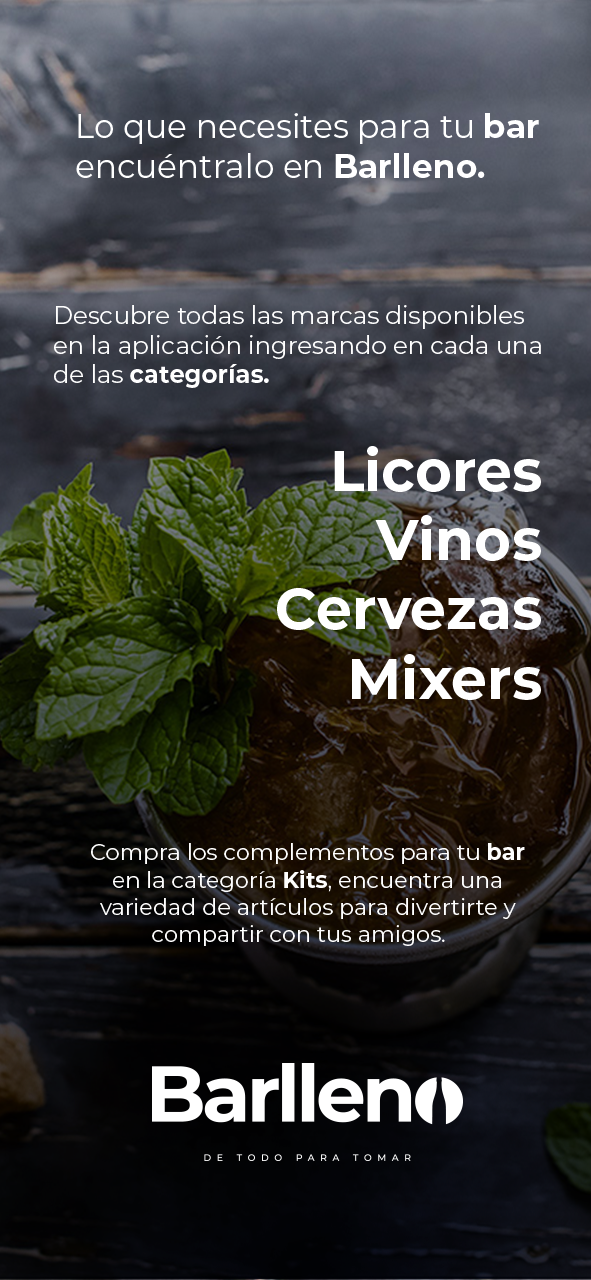 Lo que necesites para tu bar
encuéntralo en Barlleno.
Descubre todas las marcas disponibles
en la aplicación ingresando en cada una
de las categorías.
Licores
Vinos
Cervezas
Mixers
Compra los complementos para tu bar
en la categoría Kits, encuentra una
variedad de artículos para divertirte y
compartir con tus amigos.
Barlleno
DE TODO PARA TOMAR